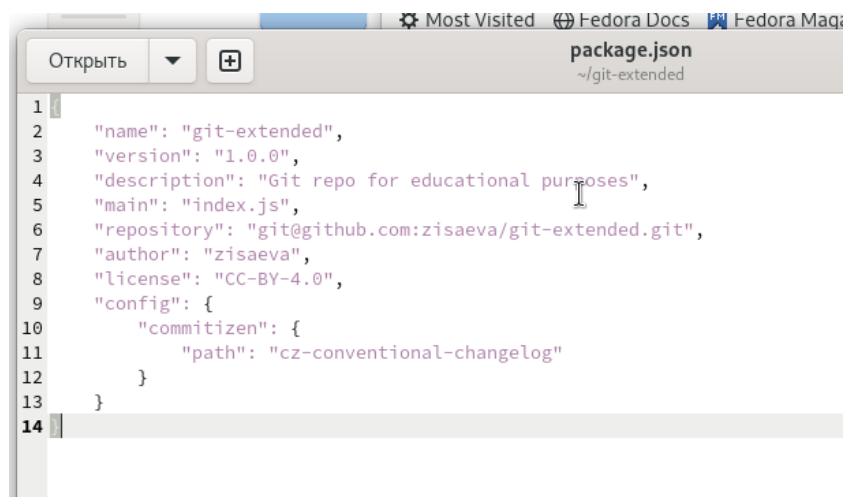 Most Visited Fedora Docs Fedora Maga
package.json
Открыть
~/git-extended
1 {
2 "name": "git-extended",
3 "version": "1.0.0",
4 "description": "Git repo for educational purposes",
5 "main": "index.js",
6 "repository": "git@github.com:zisaeva/git-extended.git",
7 "author": "zisaeva",
8 "license": "CC-BY-4.0",
9 "config": {
10 "commitizen": {
11 "path": "cz-conventional-changelog"
12 }
13 }
14 }